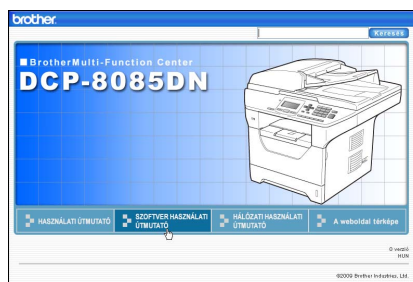 brother.
Keresés
BrotherMulti-Function Center
DCP-8085DN
HASZNÁLATI ÚTMUTATÓ
SZOFTVER HASZNÁLATI
ÚTMUTATÓ
HÁLÓZATI HASZNÁLATI
ÚTMUTATÓ
A weboldal térképe
0 verzió
HUN
©2009 Brother Industries, Ltd.